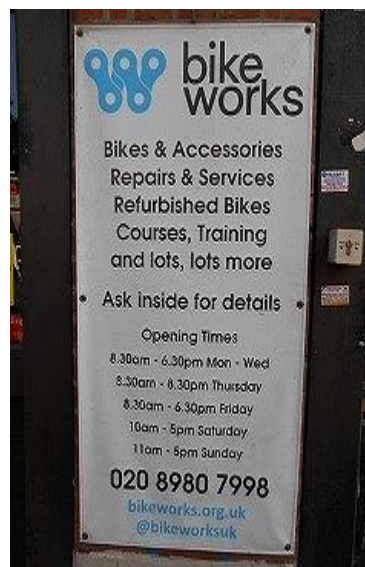 bike
works
Bikes & Accessories
Repairs & Services
Refurbished Bikes
Courses, Training
and lots, lots more
Ask inside for details
Opening Times
8.30am - 6.30pm Mon - Wed
8.30am - 8.30pm Thursday
8.30am - 6.30pm Friday
10am - 5pm Saturday
11am - 5pm Sunday
020 8980 7998
bikeworks.org.uk
@bikeworksuk